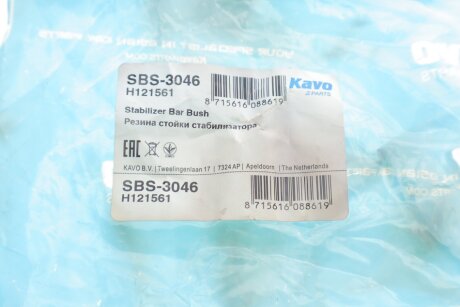 SBS-3046
H121561
8 715616 088619
Kavo
PARTS
Stabilizer Bar Bush
Резина стойки стабилизатора
EAC
KAVO B.V. | Tweelingenlaan 17 | 7324 AP | Apeldoorn | The Netherlands
SBS-3046
H121561
8 715616 088619